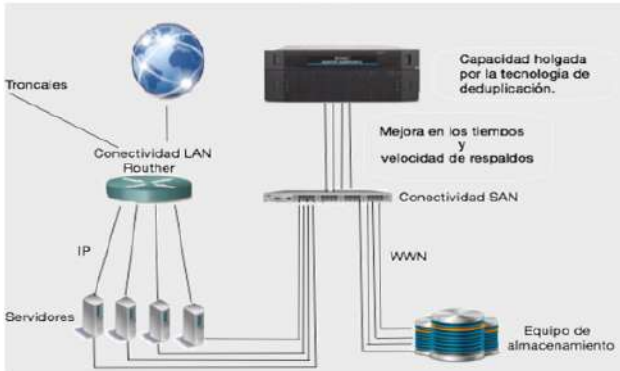 Troncales
Capacidad holgada
por la tecnología de
deduplicación.
Mejora en los tiempos
y
velocidad de respaldos
Conectividad LAN
Routher
Conectividad SAN
IP
WWN
Servidores
Equipo de
almacenamiento